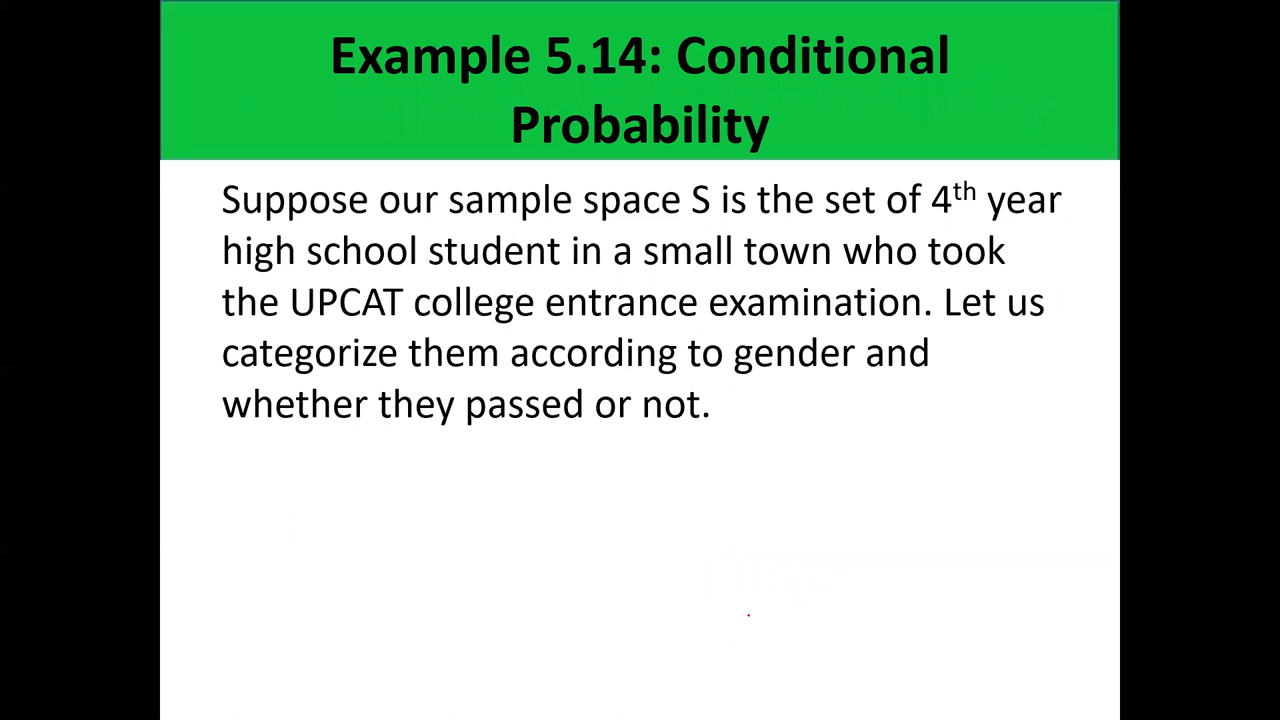 Example 5.14: Conditional
Probability
Suppose our sample space S is the set of 4th year
high school student in a small town who took
the UPCAT college entrance examination. Let us
categorize them according to gender and
whether they passed or not.